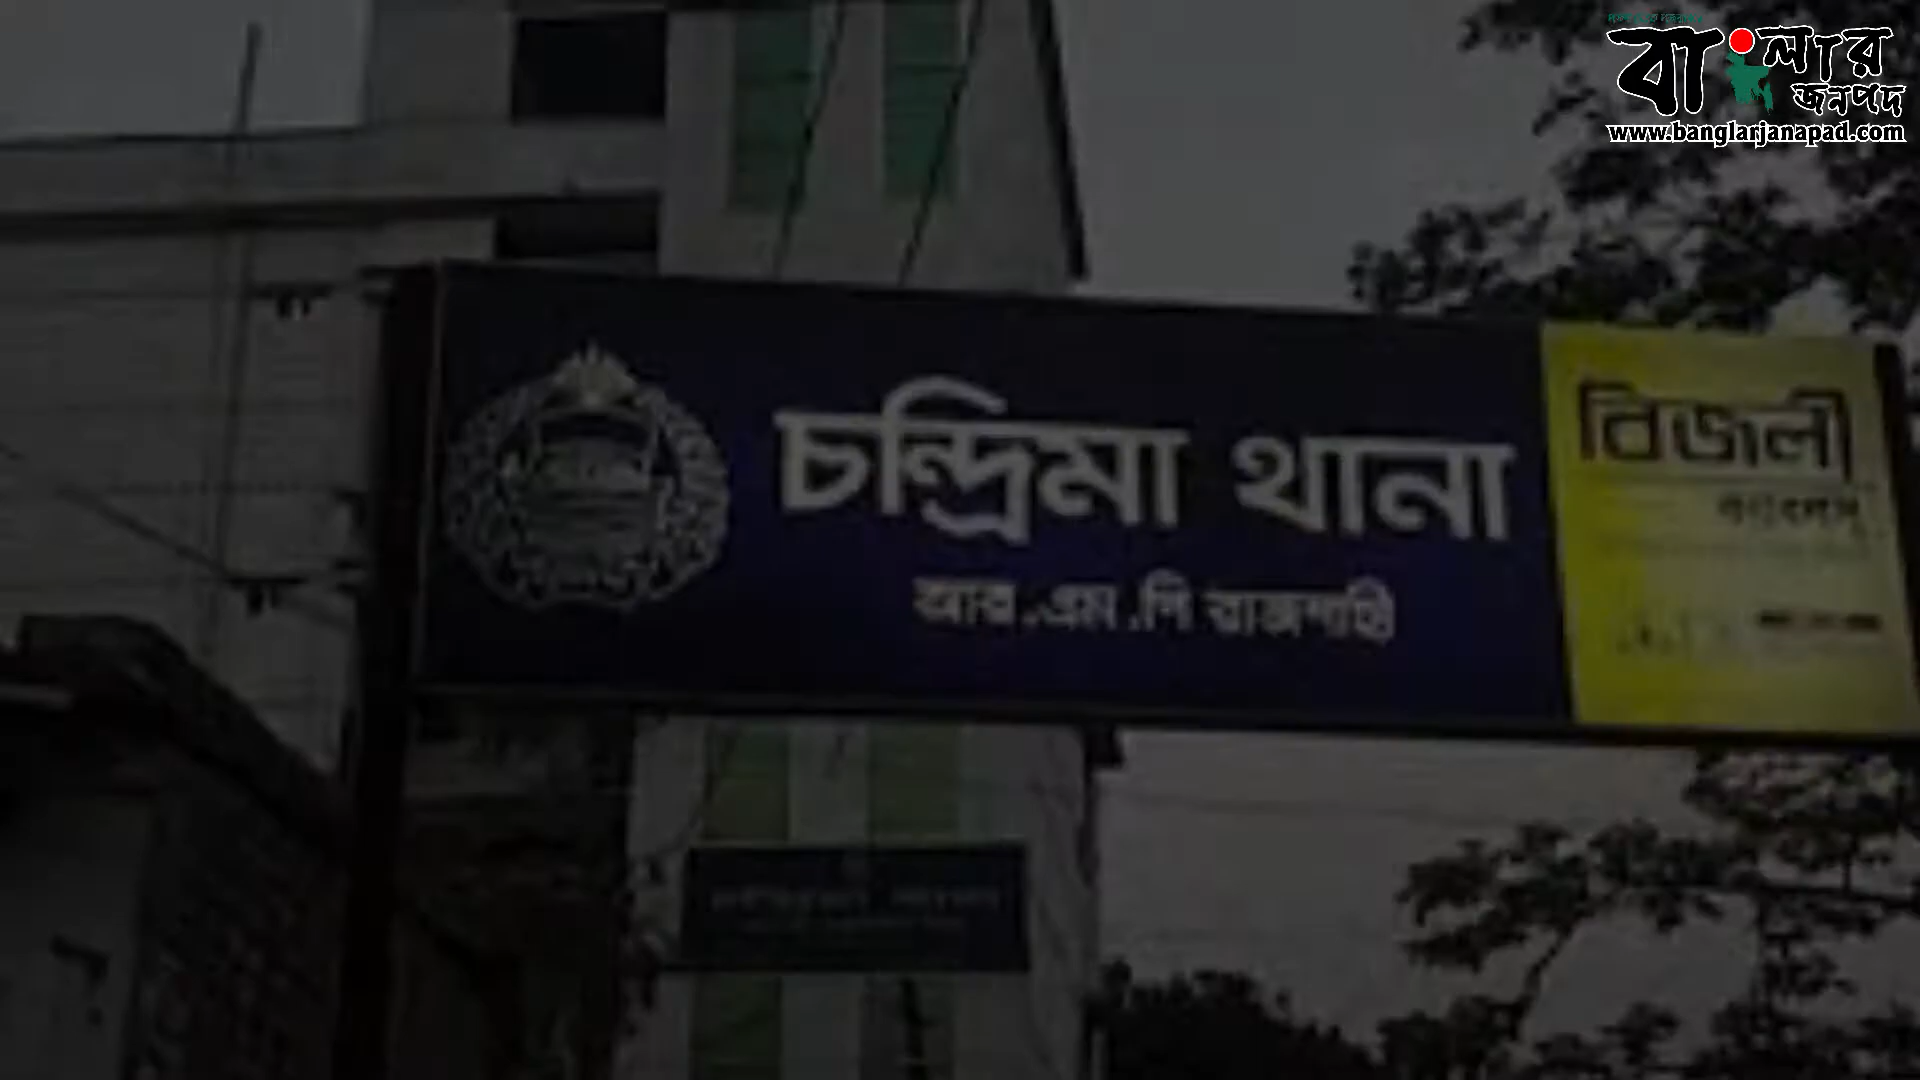 বাংলার
জনপদ
www.banglarjanapad.com
চন্দ্রিমা থানা
আর.এম.পি রাজশাহী
বিজলী